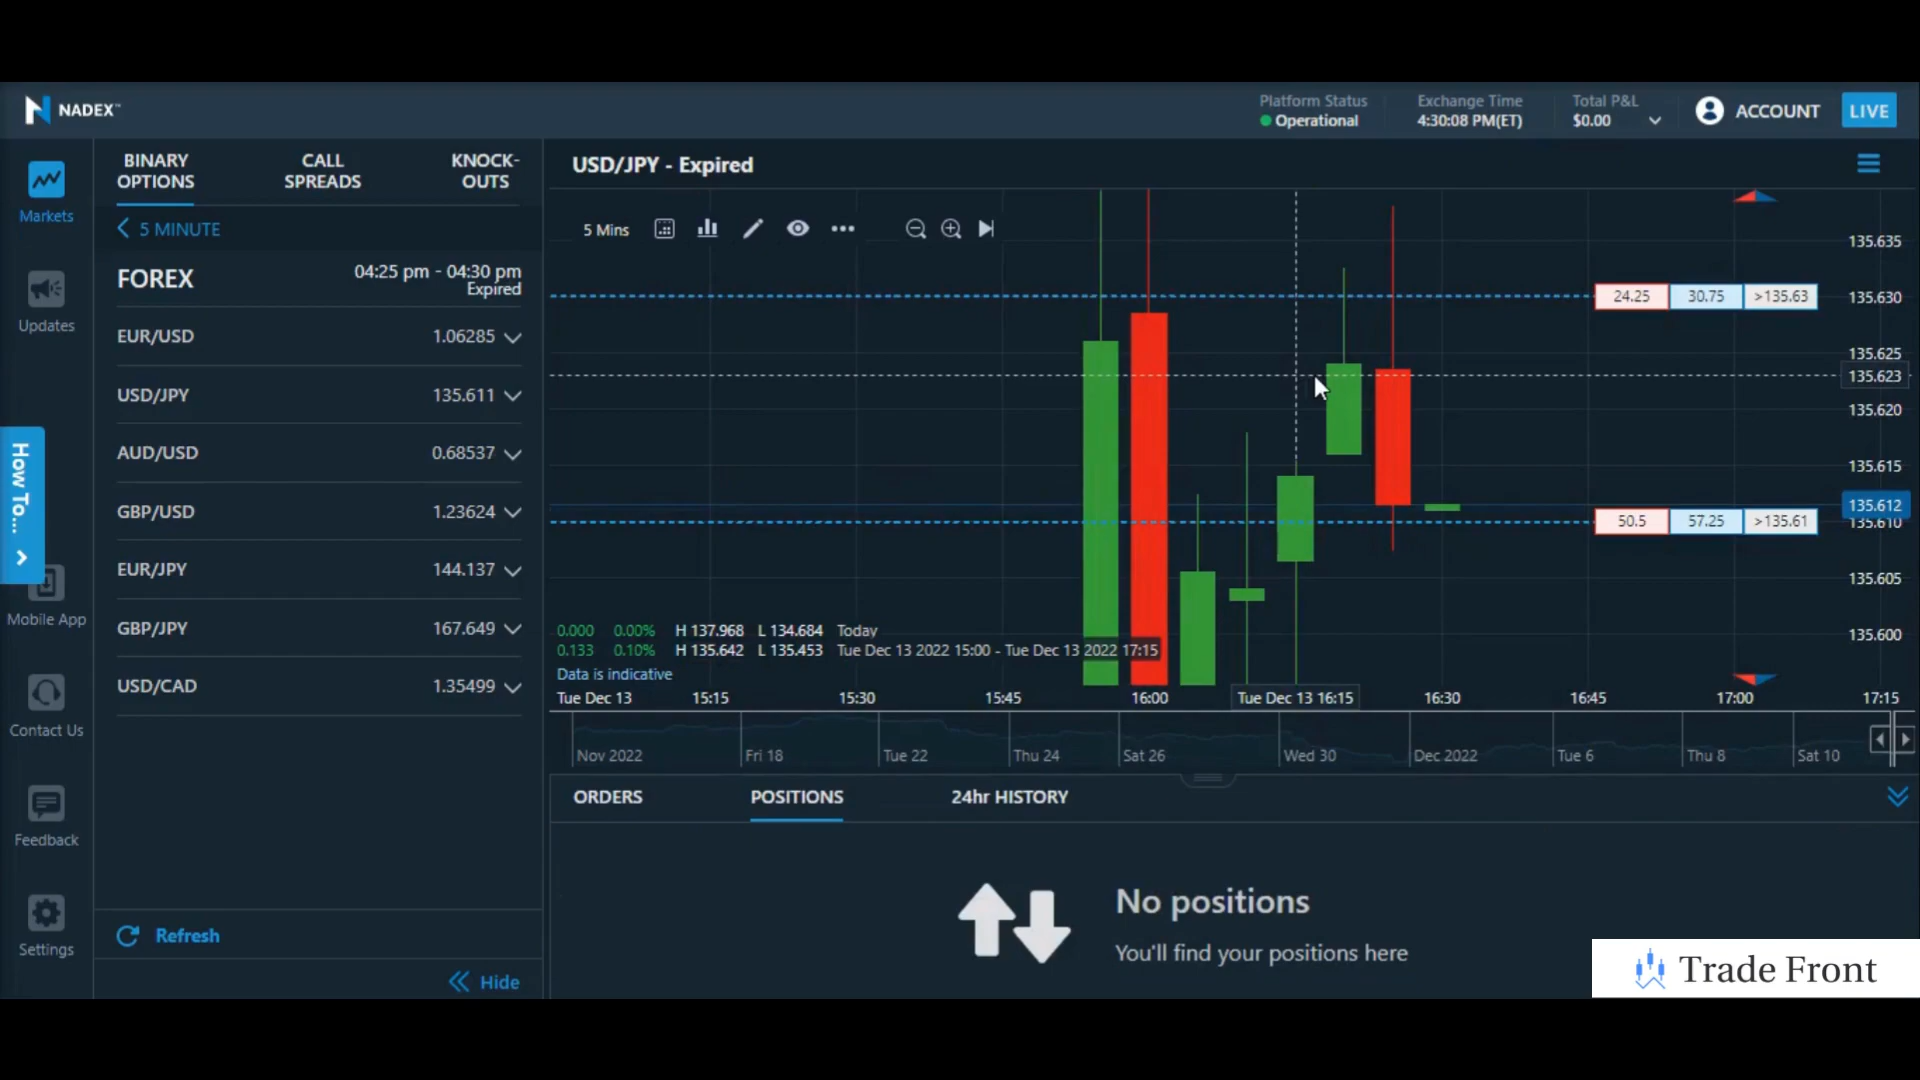 NADEX™
Platform Status
Operational
Exchange Time
4:30:08 PM(ET)
Total P&L
$0.00
ACCOUNT
LIVE
Markets
Updates
How To...
Mobile App
Contact Us
Feedback
Settings
BINARY OPTIONS
CALL SPREADS
KNOCK-OUTS
5 MINUTE
FOREX
04:25 pm - 04:30 pm
Expired
EUR/USD 1.06285
USD/JPY 135.611
AUD/USD 0.68537
GBP/USD 1.23624
EUR/JPY 144.137
GBP/JPY 167.649
USD/CAD 1.35499
Refresh
Hide
USD/JPY - Expired
5 Mins
135.635
24.25 30.75 >135.63 135.630
135.625
135.623
135.620
135.615
135.612
50.5 57.25 >135.61 135.610
135.605
135.600
0.000 0.00% H 137.968 L 134.684 Today
0.133 0.10% H 135.642 L 135.453 Tue Dec 13 2022 15:00 - Tue Dec 13 2022 17:15
Data is indicative
Tue Dec 13 15:15 15:30 15:45 16:00 Tue Dec 13 16:15 16:30 16:45 17:00 17:15
Nov 2022 Fri 18 Tue 22 Thu 24 Sat 26 Wed 30 Dec 2022 Tue 6 Thu 8 Sat 10
ORDERS POSITIONS 24hr HISTORY
No positions
You'll find your positions here
Trade Front